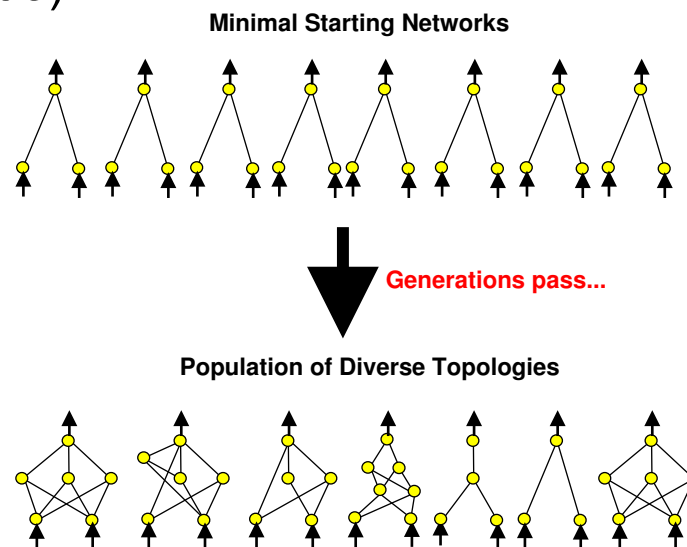 Minimal Starting Networks
Generations pass...
Population of Diverse Topologies